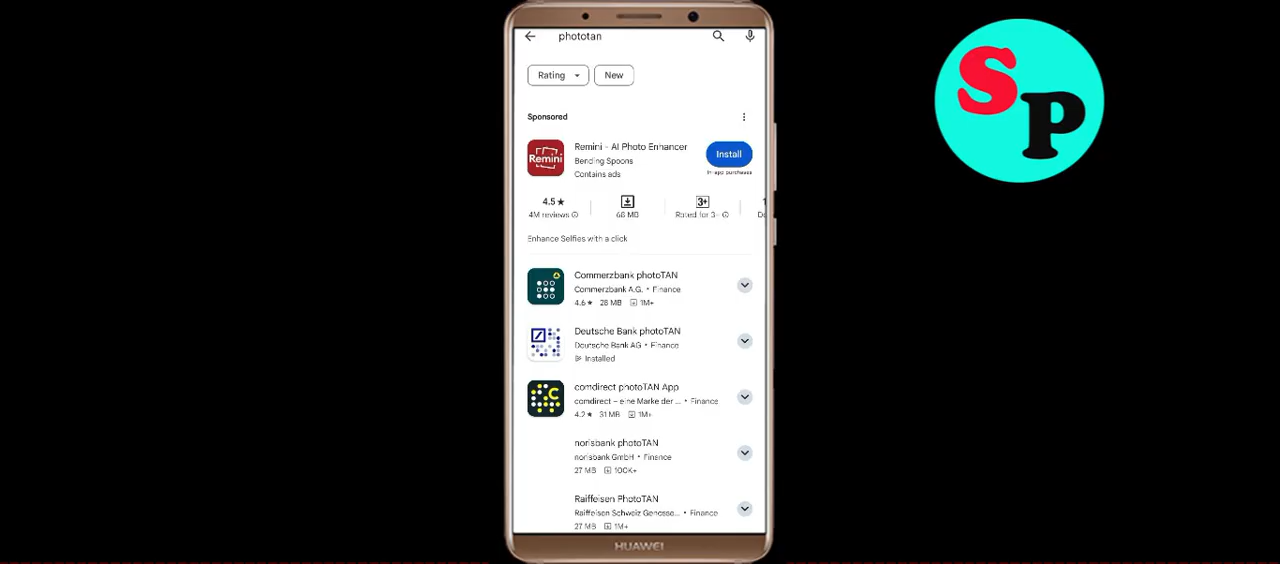 phototan
Rating
New
Sponsored
Remini
Remini - AI Photo Enhancer
Bending Spoons
Contains ads
Install
In-app purchases
4.5★
4M reviews
68 MB
3+
Rated for 3+
Enhance Selfies with a click
Commerzbank photoTAN
Commerzbank A.G. • Finance
4.6★ 28 MB 1M+
Deutsche Bank photoTAN
Deutsche Bank AG • Finance
Installed
comdirect photoTAN App
comdirect – eine Marke der ... • Finance
4.2★ 31 MB 1M+
norisbank photoTAN
norisbank GmbH • Finance
27 MB 100K+
Raiffeisen PhotoTAN
Raiffeisen Schweiz Genosse... • Finance
27 MB 1M+
HUAWEI
SP